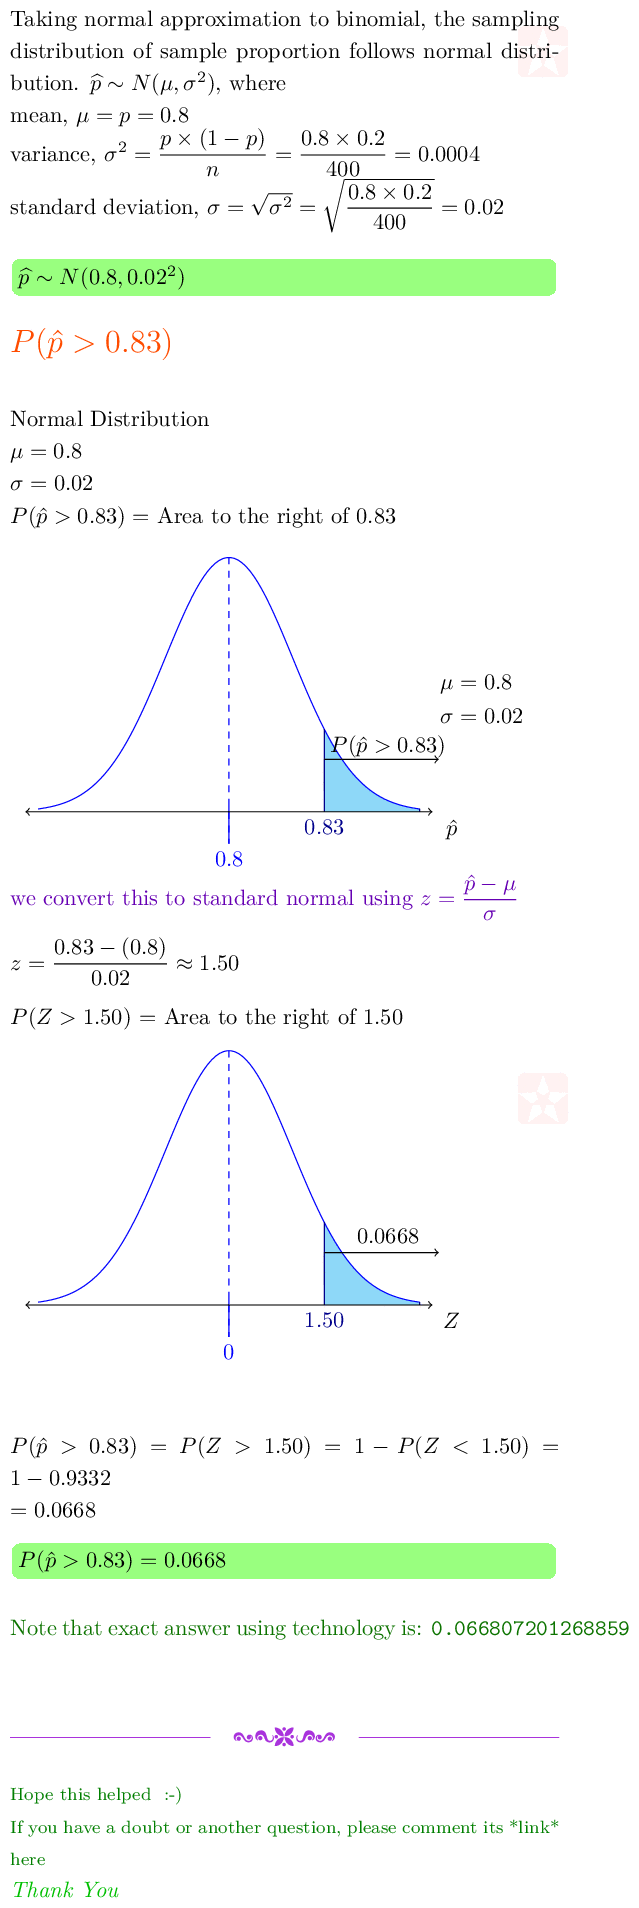 Taking normal approximation to binomial, the sampling
distribution of sample proportion follows normal distri-
bution. p̂ ∼ N(μ, σ²), where
mean, μ = p = 0.8
variance, σ² = p × (1 − p) / n = 0.8 × 0.2 / 400 = 0.0004
standard deviation, σ = √σ² = √(0.8 × 0.2 / 400) = 0.02
p̂ ∼ N(0.8, 0.02²)
P(p̂ > 0.83)
Normal Distribution
μ = 0.8
σ = 0.02
P(p̂ > 0.83) = Area to the right of 0.83
μ = 0.8
σ = 0.02
P(p̂ > 0.83)
0.83
p̂
0.8
we convert this to standard normal using z = (p̂ − μ) / σ
z = (0.83 − (0.8)) / 0.02 ≈ 1.50
P(Z > 1.50) = Area to the right of 1.50
0.0668
1.50
Z
0
P(p̂ > 0.83) = P(Z > 1.50) = 1 − P(Z < 1.50) =
1 − 0.9332
= 0.0668
P(p̂ > 0.83) = 0.0668
Note that exact answer using technology is: 0.066807201268859
Hope this helped :-)
If you have a doubt or another question, please comment its *link*
here
Thank You